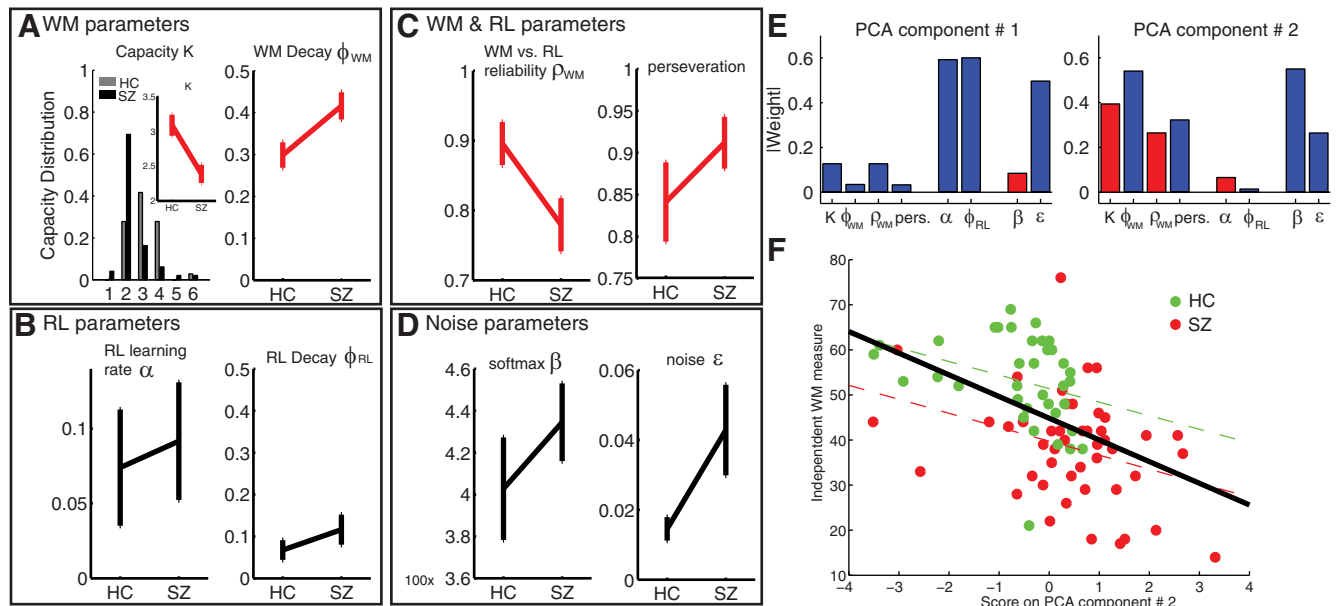 A WM parameters
Capacity K
Capacity Distribution
1
0.8
0.6
0.4
0.2
0
HC
SZ
K
3.5
3
2.5
2
HC
SZ
1 2 3 4 5 6
WM Decay ϕWM
0.5
0.4
0.3
0.2
0.1
0
HC SZ
B RL parameters
RL learning
rate α
0.1
0.05
0
HC SZ
RL Decay ϕRL
0.5
0.4
0.3
0.2
0.1
0
HC SZ
C WM & RL parameters
WM vs. RL
reliability ρWM
1
0.9
0.8
0.7
HC SZ
perseveration
1
0.95
0.9
0.85
0.8
0.75
HC SZ
D Noise parameters
softmax β
4.6
4.4
4.2
4
3.8
3.6
100x
HC SZ
noise ε
0.06
0.04
0.02
0
HC SZ
E
PCA component # 1
|Weight|
0.6
0.4
0.2
0
K ϕWM ρWM pers. α ϕRL β ε
PCA component # 2
0.6
0.4
0.2
0
K ϕWM ρWM pers. α ϕRL β ε
F
Independent WM measure
80
70
60
50
40
30
20
10
HC
SZ
−4 −3 −2 −1 0 1 2 3 4
Score on PCA component # 2